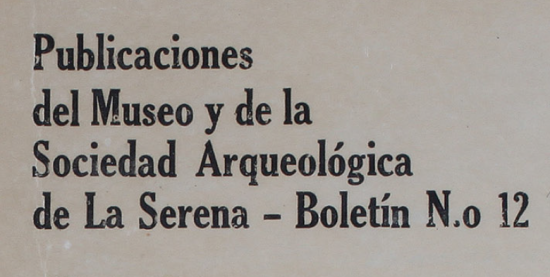 Publicaciones
del Museo y de la
Sociedad Arqueológica
de La Serena - Boletín N.o 12